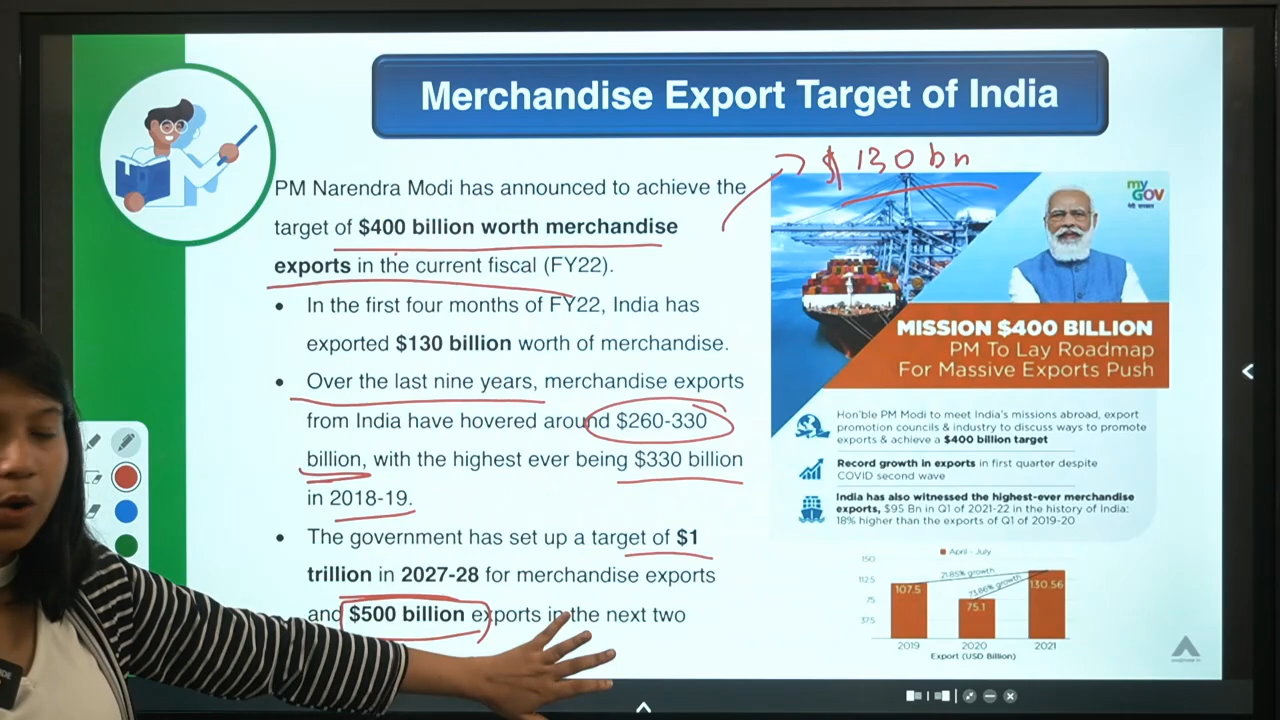 Merchandise Export Target of India
$130 bn
PM Narendra Modi has announced to achieve the
target of $400 billion worth merchandise
exports in the current fiscal (FY22).
• In the first four months of FY22, India has
exported $130 billion worth of merchandise.
• Over the last nine years, merchandise exports
from India have hovered around $260-330
billion, with the highest ever being $330 billion
in 2018-19.
• The government has set up a target of $1
trillion in 2027-28 for merchandise exports
and $500 billion exports in the next two
my
GOV
मेरी सरकार
MISSION $400 BILLION
PM To Lay Roadmap
For Massive Exports Push
Hon'ble PM Modi to meet India's missions abroad, export
promotion councils & industry to discuss ways to promote
exports & achieve a $400 billion target
Record growth in exports in first quarter despite
COVID second wave
India has also witnessed the highest-ever merchandise
exports, $95 Bn in Q1 of 2021-22 in the history of India:
18% higher than the exports of Q1 of 2019-20
April - July
150
112.5
75
37.5
21.85% growth
73.86% growth
107.5
75.1
130.56
2019 2020 2021
Export (USD Billion)